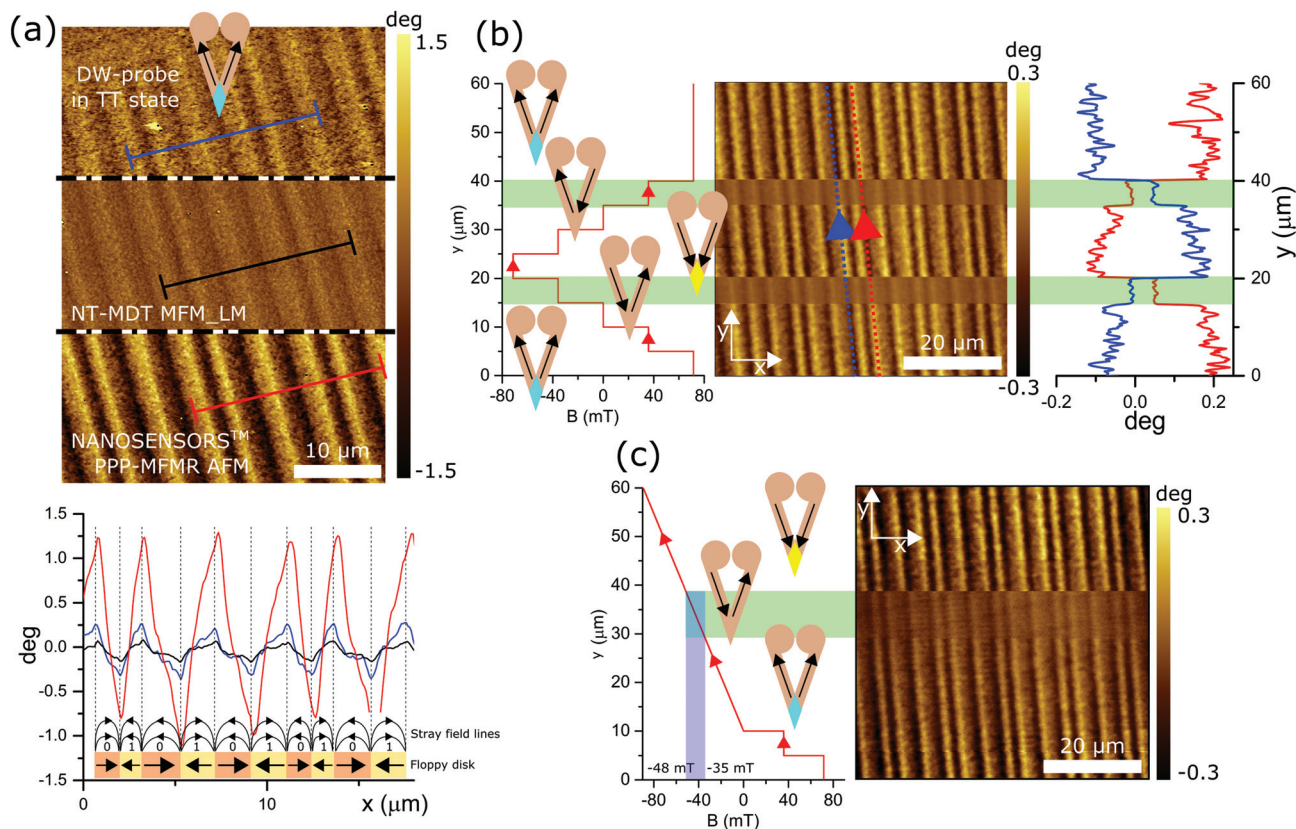 (a)
deg
1.5
DW-probe
in TT state
NT-MDT MFM_LM
NANOSENSORS™
PPP-MFMR AFM
10 µm
-1.5
1.5
1.0
0.5
0.0
-0.5
-1.0
-1.5
deg
Stray field lines
0 1 0 1 0 1 0 1 0 1
Floppy disk
0 10
x (µm)
(b)
deg
0.3
60
50
40
30
20
10
0
y (µm)
-80 -40 0 40 80
B (mT)
y
x
20 µm
-0.3
60
40
20
0
y (µm)
-0.2 0.0 0.2
deg
(c)
60
50
40
30
20
10
0
y (µm)
-48 mT
-35 mT
-80 -40 0 40 80
B (mT)
y
x
20 µm
deg
0.3
-0.3